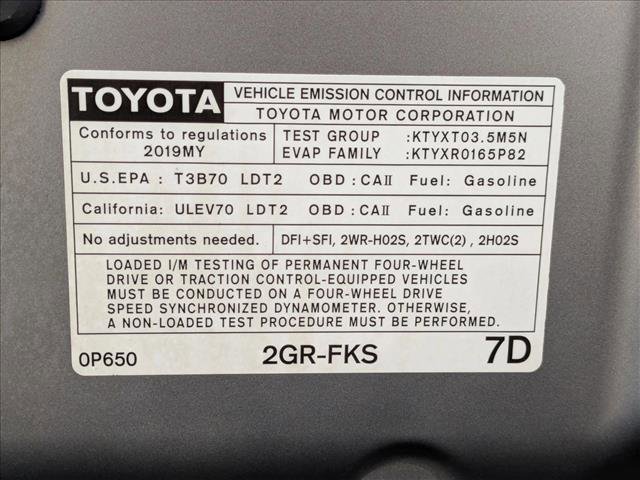 TOYOTA
VEHICLE EMISSION CONTROL INFORMATION
TOYOTA MOTOR CORPORATION
Conforms to regulations
2019MY
TEST GROUP :KTYXT03.5M5N
EVAP FAMILY :KTYXR0165P82
U.S.EPA : T3B70 LDT2 OBD : CAⅡ Fuel: Gasoline
California: ULEV70 LDT2 OBD : CAⅡ Fuel: Gasoline
No adjustments needed.
DFI+SFI, 2WR-H02S, 2TWC(2) , 2H02S
LOADED I/M TESTING OF PERMANENT FOUR-WHEEL
DRIVE OR TRACTION CONTROL-EQUIPPED VEHICLES
MUST BE CONDUCTED ON A FOUR-WHEEL DRIVE
SPEED SYNCHRONIZED DYNAMOMETER. OTHERWISE,
A NON-LOADED TEST PROCEDURE MUST BE PERFORMED.
0P650 2GR-FKS 7D